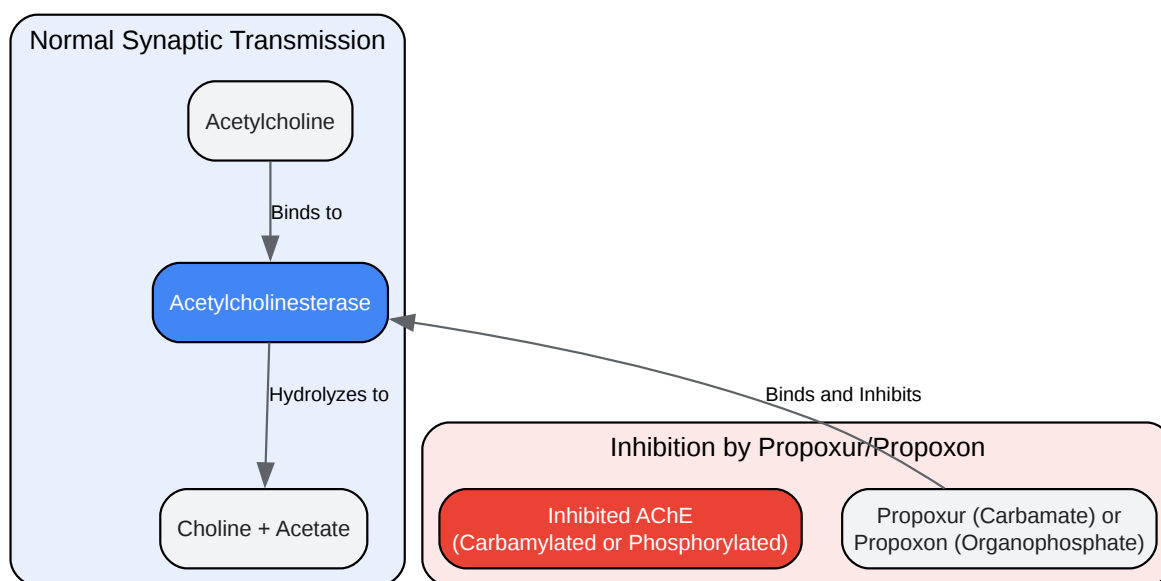 Normal Synaptic Transmission
Acetylcholine
Binds to
Acetylcholinesterase
Hydrolyzes to
Choline + Acetate
Binds and Inhibits
Inhibition by Propoxur/Propoxon
Inhibited AChE
(Carbamylated or Phosphorylated)
Propoxur (Carbamate) or
Propoxon (Organophosphate)